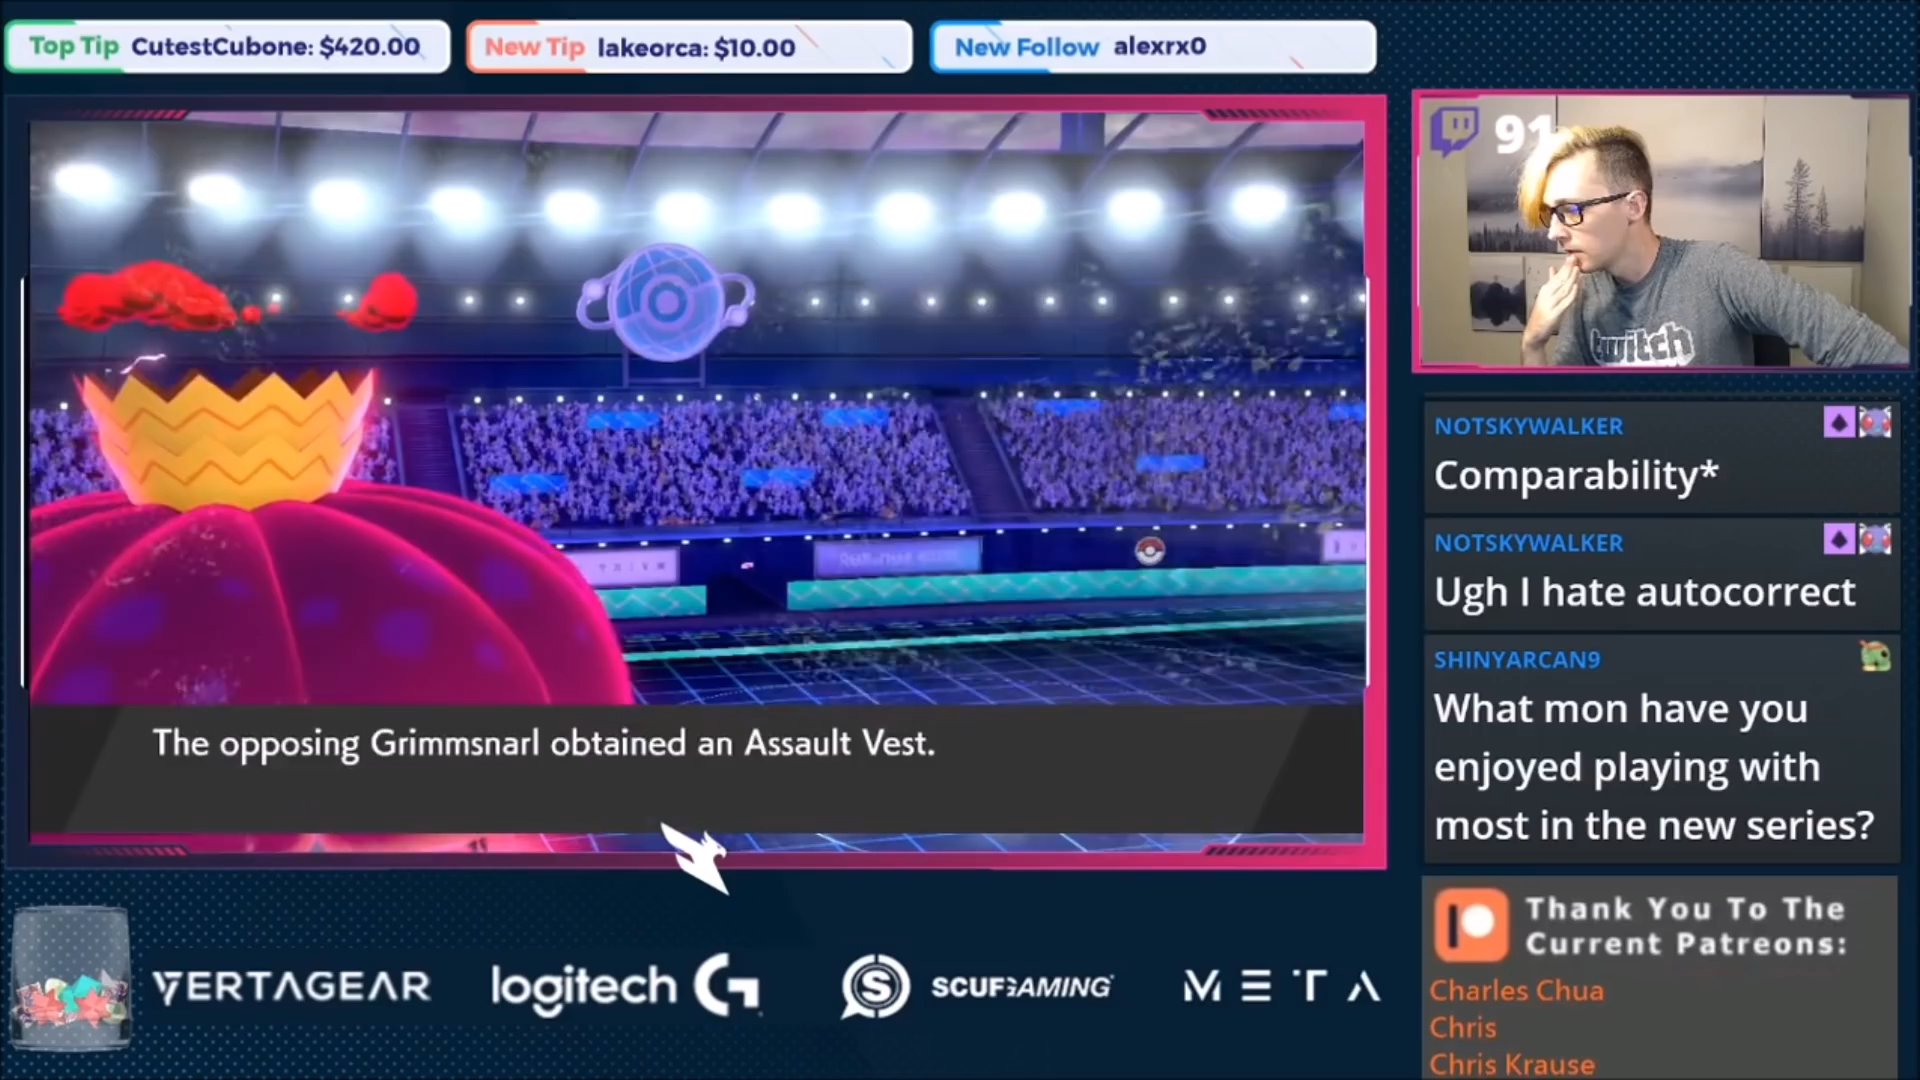 Top Tip CutestCubone: $420.00
New Tip lakeorca: $10.00
New Follow alexrx0
91
twitch
NOTSKYWALKER
Comparability*
NOTSKYWALKER
Ugh I hate autocorrect
SHINYARCAN9
What mon have you
enjoyed playing with
most in the new series?
The opposing Grimmsnarl obtained an Assault Vest.
Thank You To The
Current Patreons:
Charles Chua
Chris
Chris Krause
VERTAGEAR
logitech G
S SCUFGAMING
META